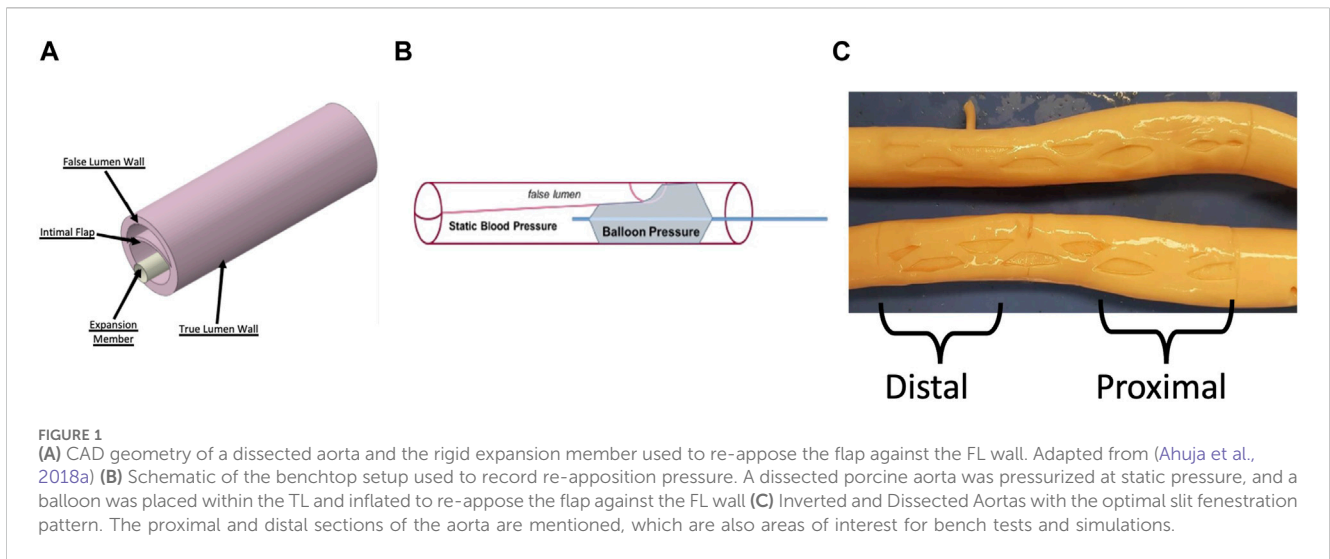 A
B
C
False Lumen Wall
Intimal Flap
Expansion
Member
True Lumen Wall
false lumen
Static Blood Pressure
Balloon Pressure
Distal
Proximal
FIGURE 1
(A) CAD geometry of a dissected aorta and the rigid expansion member used to re-appose the flap against the FL wall. Adapted from (Ahuja et al.,
2018a) (B) Schematic of the benchtop setup used to record re-apposition pressure. A dissected porcine aorta was pressurized at static pressure, and a
balloon was placed within the TL and inflated to re-appose the flap against the FL wall (C) Inverted and Dissected Aortas with the optimal slit fenestration
pattern. The proximal and distal sections of the aorta are mentioned, which are also areas of interest for bench tests and simulations.